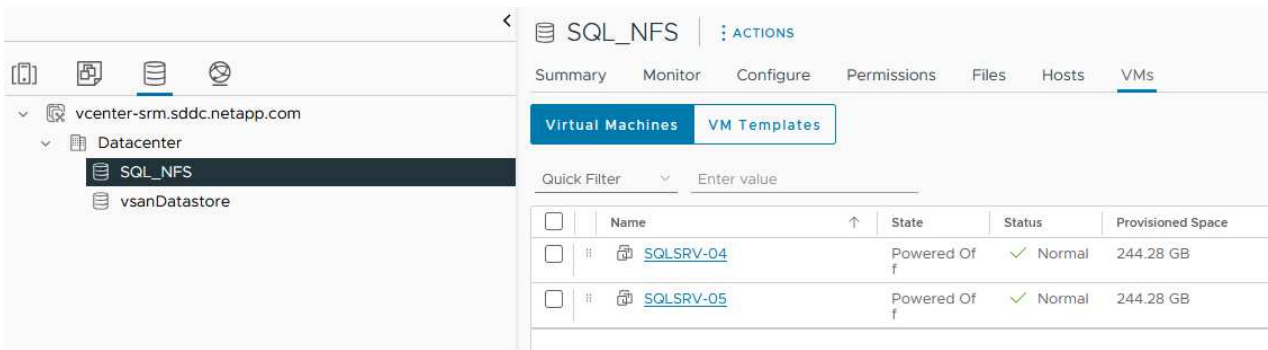 SQL_NFS
ACTIONS
Summary Monitor Configure Permissions Files Hosts VMs
vcenter-srm.sddc.netapp.com
Datacenter
SQL_NFS
vsanDatastore
Virtual Machines VM Templates
Quick Filter Enter value
Name State Status Provisioned Space
SQLSRV-04 Powered Of Normal 244.28 GB
f
SQLSRV-05 Powered Of Normal 244.28 GB
f